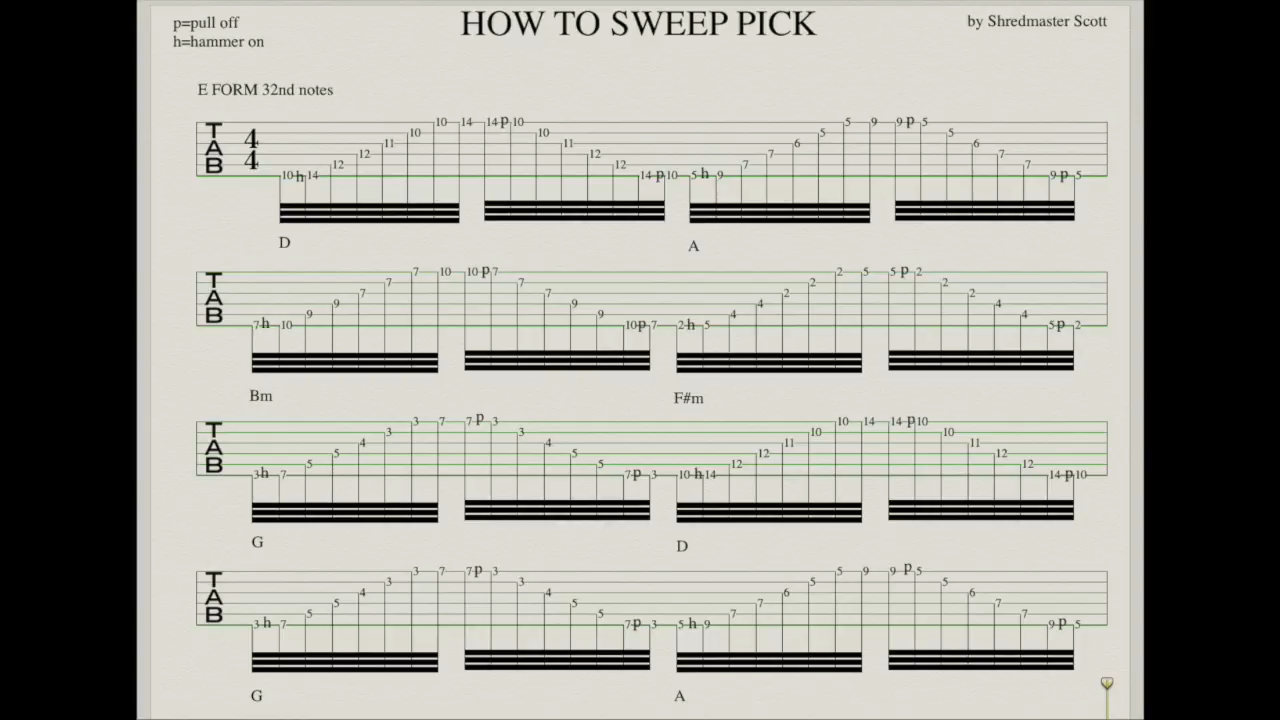 p=pull off
HOW TO SWEEP PICK
by Shredmaster Scott
h=hammer on
E FORM 32nd notes
TAB 4/4
10 h 14 12 12 11 10 10 14 14 p 10 10 11 12 12 14 p 10 5 h 9 7 7 6 5 5 9 9 p 5 5 6 7 7 9 p 5
D A
TAB
7 h 10 9 9 7 7 7 10 10 p 7 7 7 9 9 10 p 7 2 h 5 4 4 2 2 2 5 5 p 2 2 2 4 4 5 p 2
Bm F#m
TAB
3 h 7 5 5 4 3 3 7 7 p 3 3 4 5 5 7 p 3 10 h 14 12 12 11 10 10 14 14 p 10 10 11 12 12 14 p 10
G D
TAB
3 h 7 5 5 4 3 3 7 7 p 3 3 4 5 5 7 p 3 5 h 9 7 7 6 5 5 9 9 p 5 5 6 7 7 9 p 5
G A